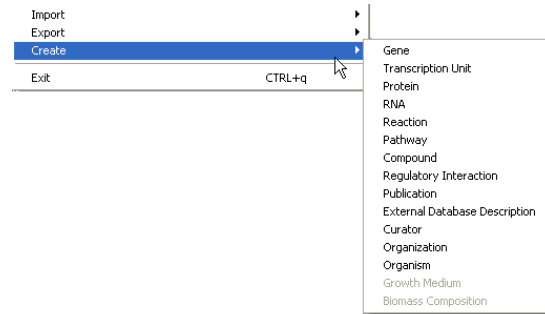 Import
Export
Create
Exit CTRL+q
Gene
Transcription Unit
Protein
RNA
Reaction
Pathway
Compound
Regulatory Interaction
Publication
External Database Description
Curator
Organization
Organism
Growth Medium
Biomass Composition